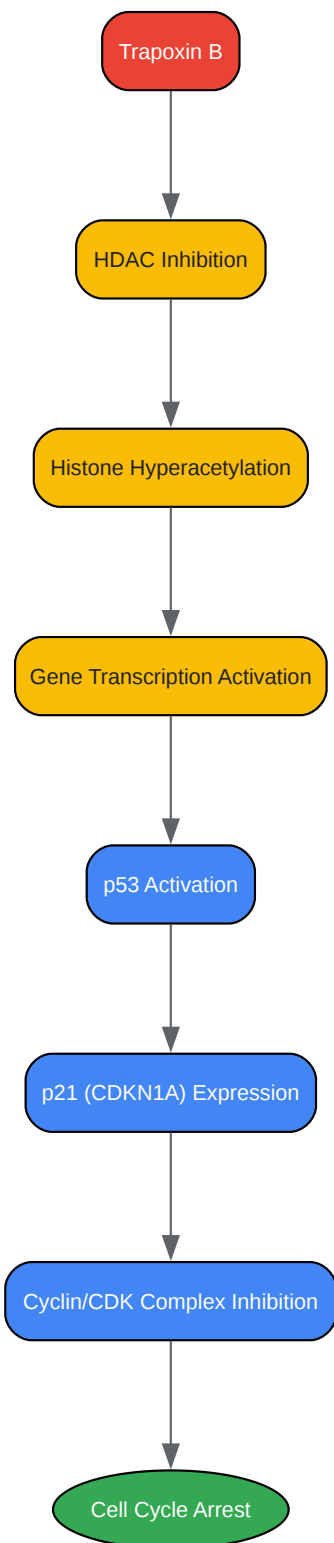 Trapoxin B
HDAC Inhibition
Histone Hyperacetylation
Gene Transcription Activation
p53 Activation
p21 (CDKN1A) Expression
Cyclin/CDK Complex Inhibition
Cell Cycle Arrest